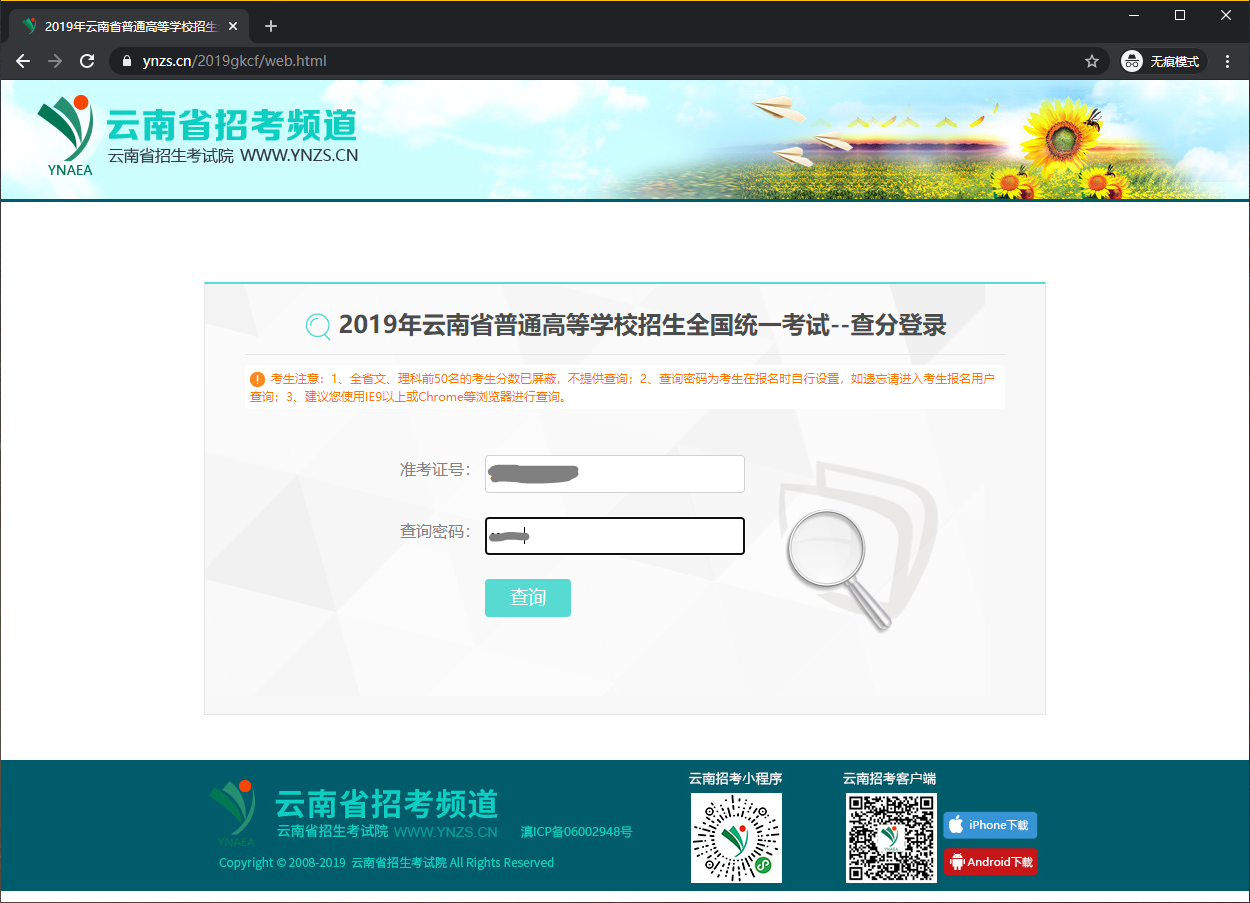 2019年云南省普通高等学校招生
ynzs.cn/2019gkcf/web.html
无痕模式
云南省招考频道
云南省招生考试院 WWW.YNZS.CN
YNAEA
2019年云南省普通高等学校招生全国统一考试--查分登录
考生注意：1、全省文、理科前50名的考生分数已屏蔽，不提供查询；2、查询密码为考生在报名时自行设置，如遗忘请进入考生报名用户
查询；3、建议您使用IE9以上或Chrome等浏览器进行查询。
准考证号：
查询密码：
查询
云南省招考频道
云南省招生考试院 WWW.YNZS.CN
YNAEA
滇ICP备06002948号
Copyright © 2008-2019 云南省招生考试院 All Rights Reserved
云南招考小程序
云南招考客户端
iPhone下载
Android下载